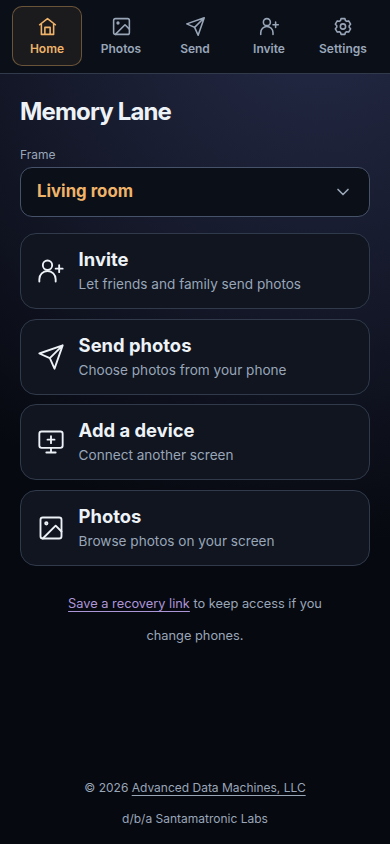 Home
Photos
Send
Invite
Settings
Memory Lane
Frame
Living room
Invite
Let friends and family send photos
Send photos
Choose photos from your phone
Add a device
Connect another screen
Photos
Browse photos on your screen
Save a recovery link to keep access if you
change phones.
© 2026 Advanced Data Machines, LLC
d/b/a Santamatronic Labs